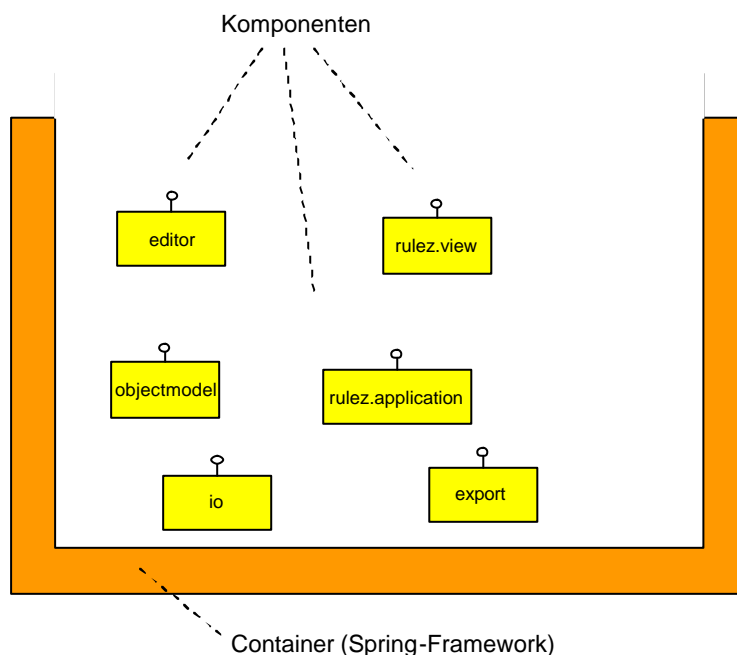 Komponenten
editor
rulez.view
objectmodel
rulez.application
io
export
Container (Spring-Framework)